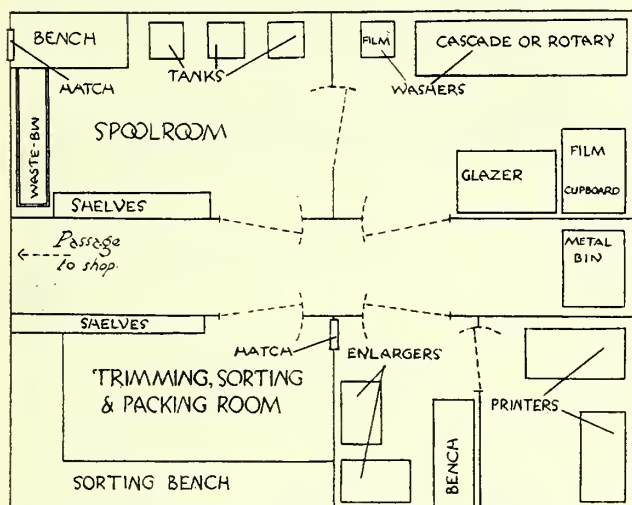 BENCH
HATCH
TANKS
FILM
WASHERS
CASCADE OR ROTARY
SPOOLROOM
WASTE-BIN
SHELVES
GLAZER
FILM
CUPBOARD
Passage
to shop.
METAL
BIN
SHELVES
HATCH
ENLARGERS
TRIMMING, SORTING
& PACKING ROOM
PRINTERS
BENCH
SORTING BENCH